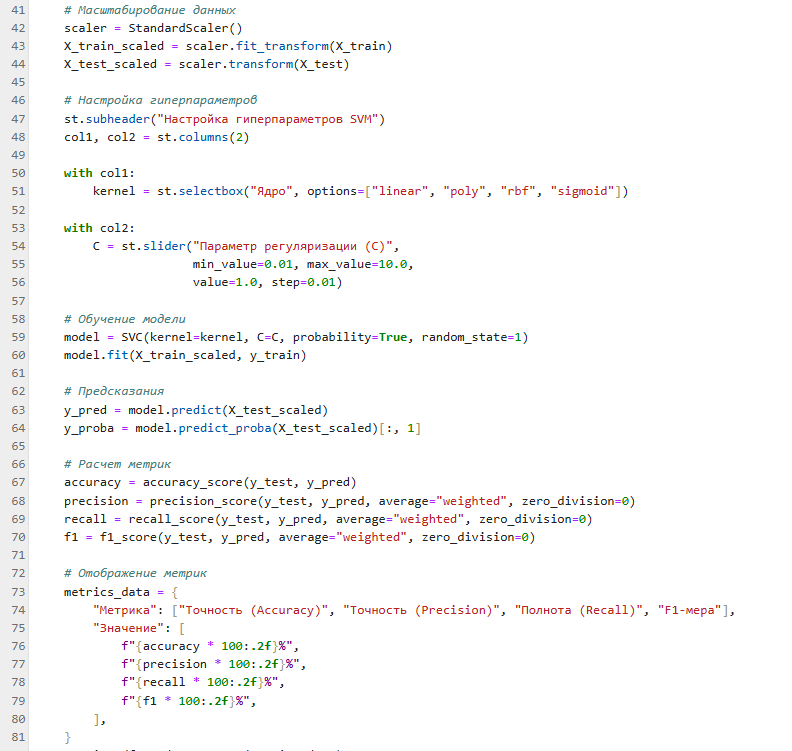 41 # Масштабирование данных
42 scaler = StandardScaler()
43 X_train_scaled = scaler.fit_transform(X_train)
44 X_test_scaled = scaler.transform(X_test)
45
46 # Настройка гиперпараметров
47 st.subheader("Настройка гиперпараметров SVM")
48 col1, col2 = st.columns(2)
49
50 with col1:
51     kernel = st.selectbox("Ядро", options=["linear", "poly", "rbf", "sigmoid"])
52
53 with col2:
54     C = st.slider("Параметр регуляризации (C)",
55                   min_value=0.01, max_value=10.0,
56                   value=1.0, step=0.01)
57
58 # Обучение модели
59 model = SVC(kernel=kernel, C=C, probability=True, random_state=1)
60 model.fit(X_train_scaled, y_train)
61
62 # Предсказания
63 y_pred = model.predict(X_test_scaled)
64 y_proba = model.predict_proba(X_test_scaled)[:, 1]
65
66 # Расчет метрик
67 accuracy = accuracy_score(y_test, y_pred)
68 precision = precision_score(y_test, y_pred, average="weighted", zero_division=0)
69 recall = recall_score(y_test, y_pred, average="weighted", zero_division=0)
70 f1 = f1_score(y_test, y_pred, average="weighted", zero_division=0)
71
72 # Отображение метрик
73 metrics_data = {
74     "Метрика": ["Точность (Accuracy)", "Точность (Precision)", "Полнота (Recall)", "F1-мера"],
75     "Значение": [
76         f"{accuracy * 100:.2f}%",
77         f"{precision * 100:.2f}%",
78         f"{recall * 100:.2f}%",
79         f"{f1 * 100:.2f}%",
80     ],
81 }